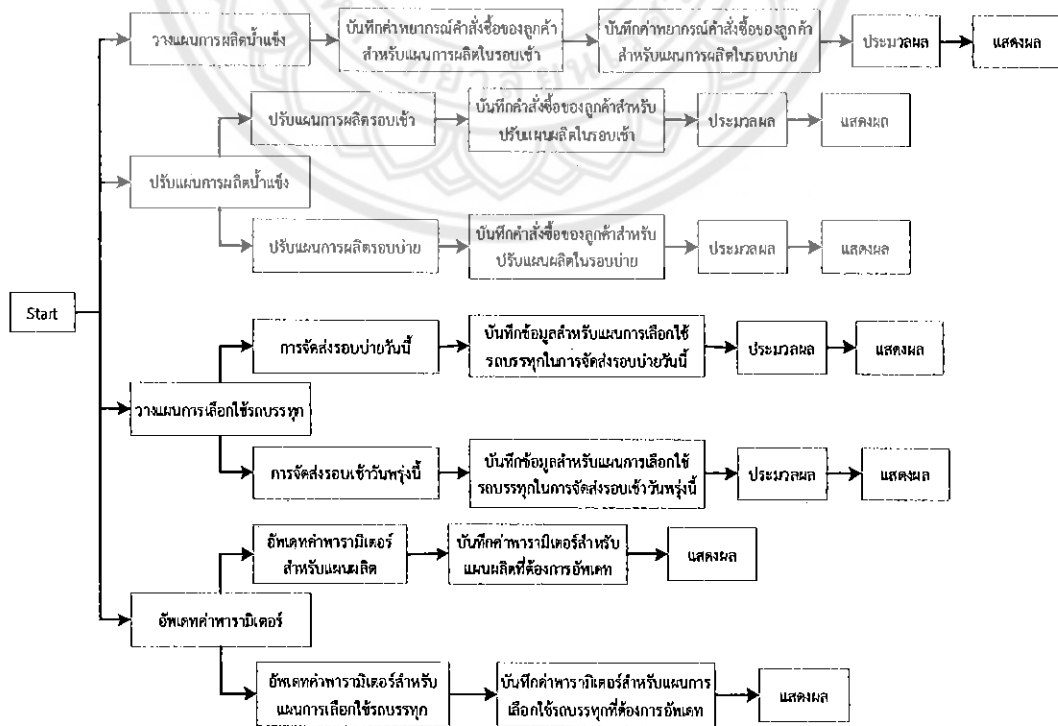 วางแผนการผลิตน้ำแข็ง
บันทึกค่าพยากรณ์คำสั่งซื้อของลูกค้า
สำหรับแผนการผลิตในรอบเช้า
บันทึกค่าพยากรณ์คำสั่งซื้อของลูกค้า
สำหรับแผนการผลิตในรอบบ่าย
ประมวลผล
แสดงผล
ปรับแผนการผลิตรอบเช้า
บันทึกคำสั่งซื้อของลูกค้าสำหรับ
ปรับแผนผลิตในรอบเช้า
ประมวลผล
แสดงผล
ปรับแผนการผลิตน้ำแข็ง
ปรับแผนการผลิตรอบบ่าย
บันทึกคำสั่งซื้อของลูกค้าสำหรับ
ปรับแผนผลิตในรอบบ่าย
ประมวลผล
แสดงผล
Start
การจัดส่งรอบบ่ายวันนี้
บันทึกข้อมูลสำหรับแผนการเลือกใช้
รถบรรทุกในการจัดส่งรอบบ่ายวันนี้
ประมวลผล
แสดงผล
วางแผนการเลือกใช้รถบรรทุก
การจัดส่งรอบเช้าวันพรุ่งนี้
บันทึกข้อมูลสำหรับแผนการเลือกใช้
รถบรรทุกในการจัดส่งรอบเช้าวันพรุ่งนี้
ประมวลผล
แสดงผล
อัพเดทค่าพารามิเตอร์
สำหรับแผนผลิต
บันทึกค่าพารามิเตอร์สำหรับ
แผนผลิตที่ต้องการอัพเดท
แสดงผล
อัพเดทค่าพารามิเตอร์
อัพเดทค่าพารามิเตอร์สำหรับ
แผนการเลือกใช้รถบรรทุก
บันทึกค่าพารามิเตอร์สำหรับแผนการ
เลือกใช้รถบรรทุกที่ต้องการอัพเดท
แสดงผล